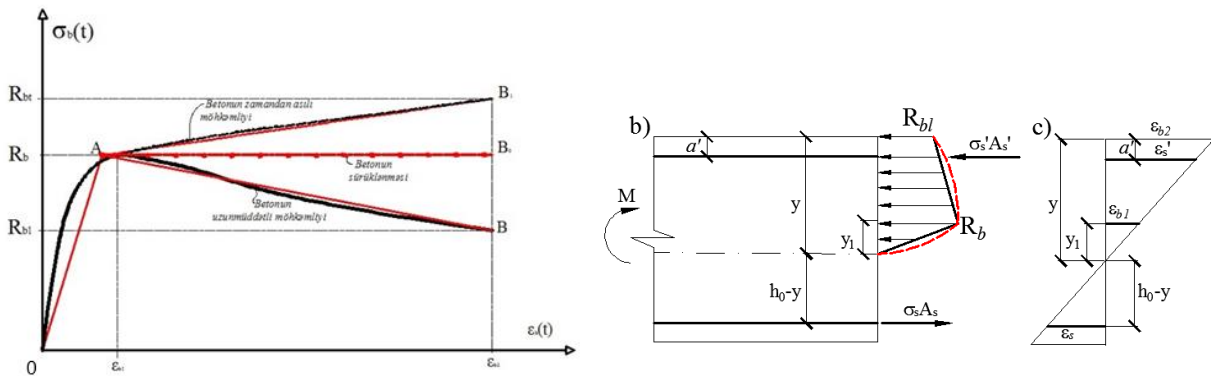 σb(t)
Rbt
Rb
Rbl
A
B₁
B₀
B
Betonun zamandan asılı
möhkəmliyi
Betonun
sürüklənməsi
Betonun
uzunmüddətli möhkəmliyi
0
b)
a'
M
y
y₁
h₀-y
Rbl
σs'As'
Rb
σsAs
c)
εb2
a'
εs'
y
εb1
y₁
h₀-y
εs